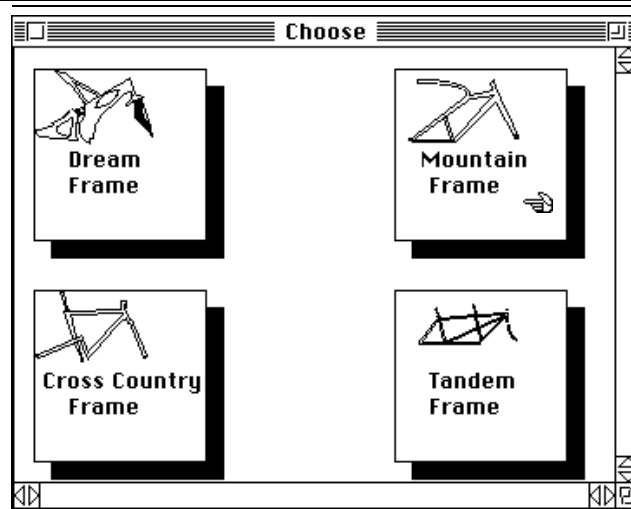 Choose
Dream
Frame
Mountain
Frame
Cross Country
Frame
Tandem
Frame